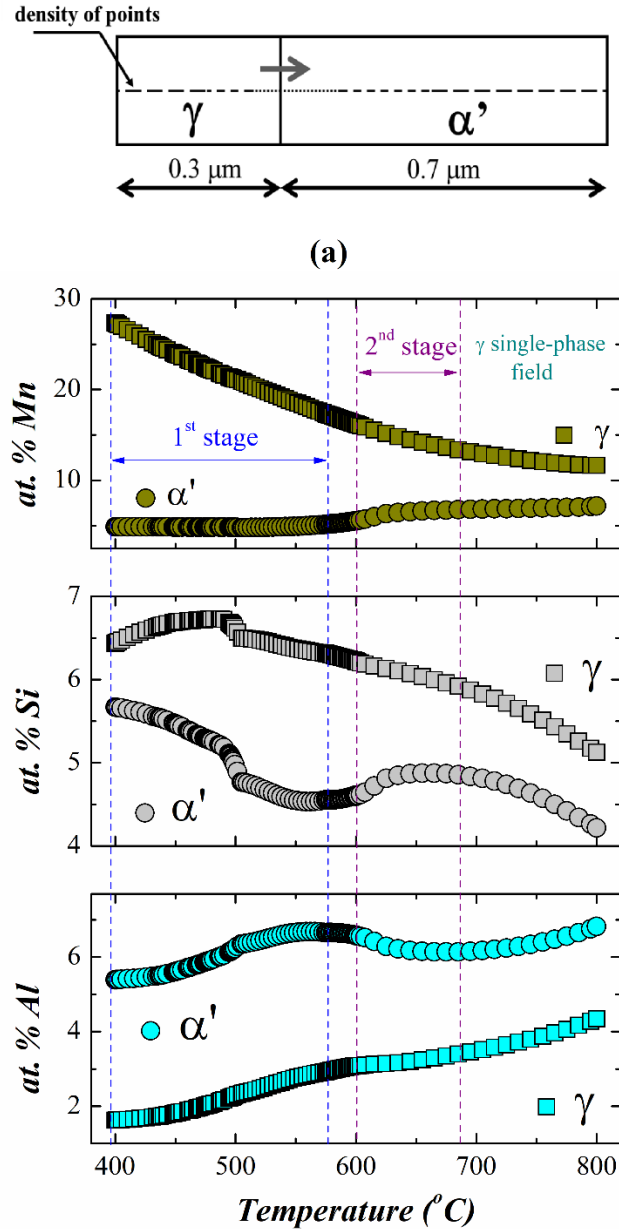 density of points
γ
α’
0.3 μm
0.7 μm
(a)
at. % Mn
30
20
10
1st stage
2nd stage
γ single-phase
field
γ
α'
at. % Si
7
6
5
4
γ
α'
at. % Al
6
4
2
α'
γ
400
500
600
700
800
Temperature (°C)